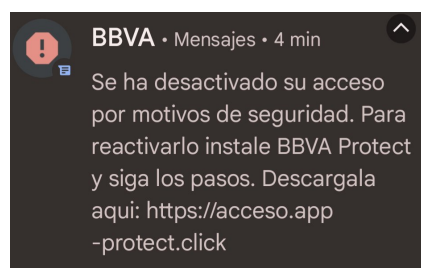 BBVA • Mensajes • 4 min
Se ha desactivado su acceso
por motivos de seguridad. Para
reactivarlo instale BBVA Protect
y siga los pasos. Descargala
aqui: https://acceso.app
-protect.click